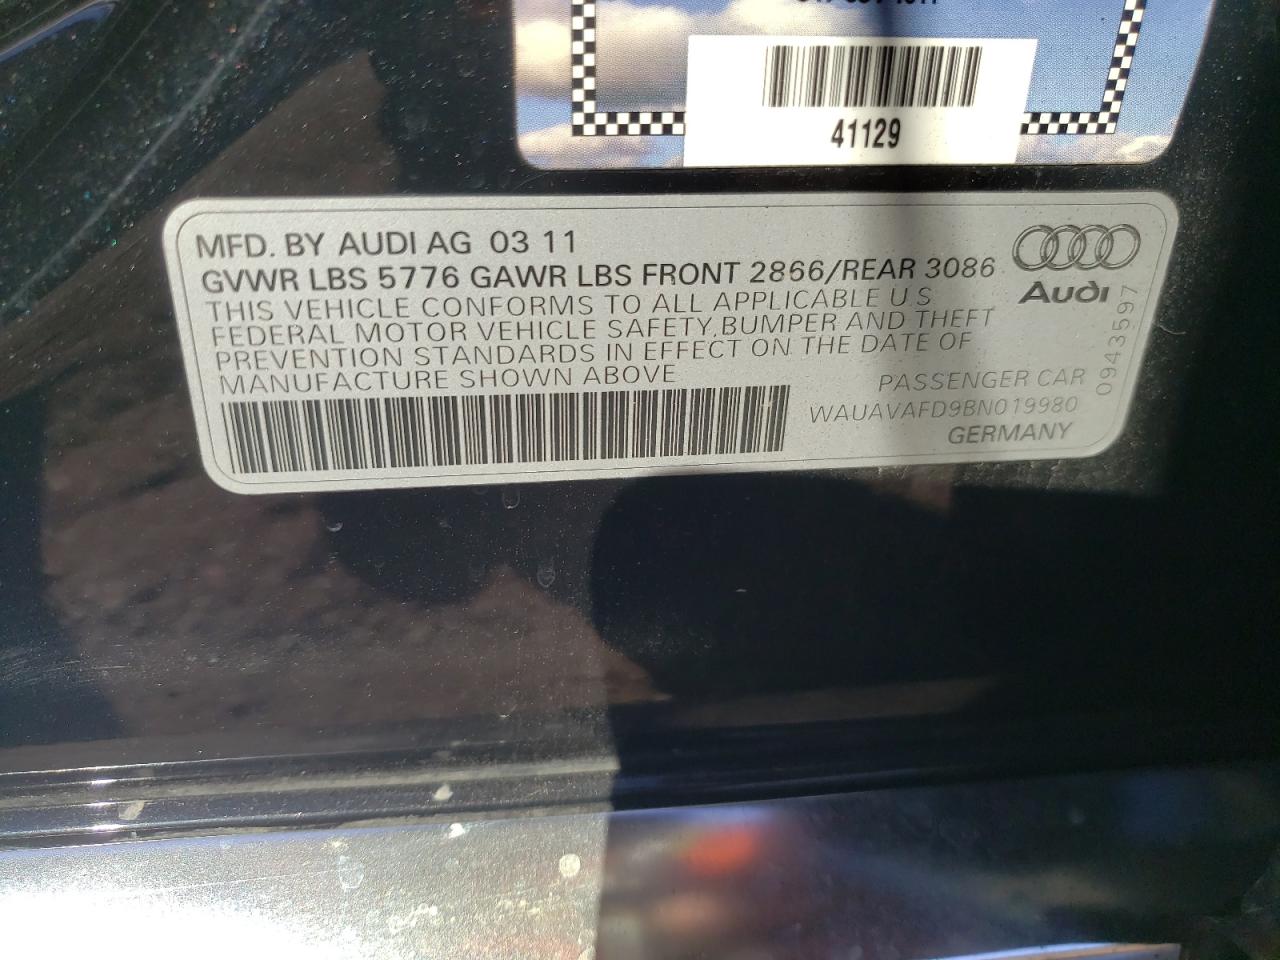 41129
MFD. BY AUDI AG 03 11
GVWR LBS 5776 GAWR LBS FRONT 2866/REAR 3086
THIS VEHICLE CONFORMS TO ALL APPLICABLE U S
FEDERAL MOTOR VEHICLE SAFETY,BUMPER AND THEFT
PREVENTION STANDARDS IN EFFECT ON THE DATE OF
MANUFACTURE SHOWN ABOVE
Audi
0943597
PASSENGER CAR
WAUAVAFD9BN019980
GERMANY